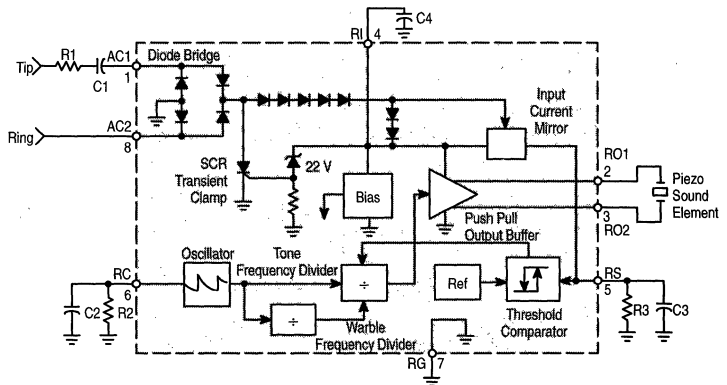 C4
RI 4
R1
AC1
Diode Bridge
Tip
C1
1
Input
Current
Mirror
Ring
AC2
8
RO1
2
SCR
Transient
Clamp
22 V
Bias
Piezo
Sound
Element
3
RO2
Push Pull
Output Buffer
Oscillator
Tone
Frequency Divider
RC
6
÷
Ref
RS
5
C2
R2
÷
R3
C3
Warble
Frequency Divider
Threshold
Comparator
RG 7